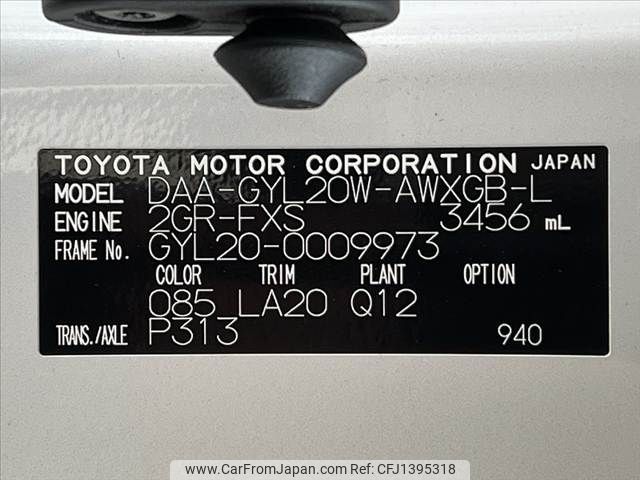 TOYOTA MOTOR CORPORATION JAPAN
MODEL DAA-GYL20W-AWXGB-L
ENGINE 2GR-FXS 3456 mL
FRAME No. GYL20-0009973
COLOR TRIM PLANT OPTION
085 LA20 Q12
TRANS./AXLE P313 940
www.CarFromJapan.com @CarFromJapan CFJ1395318